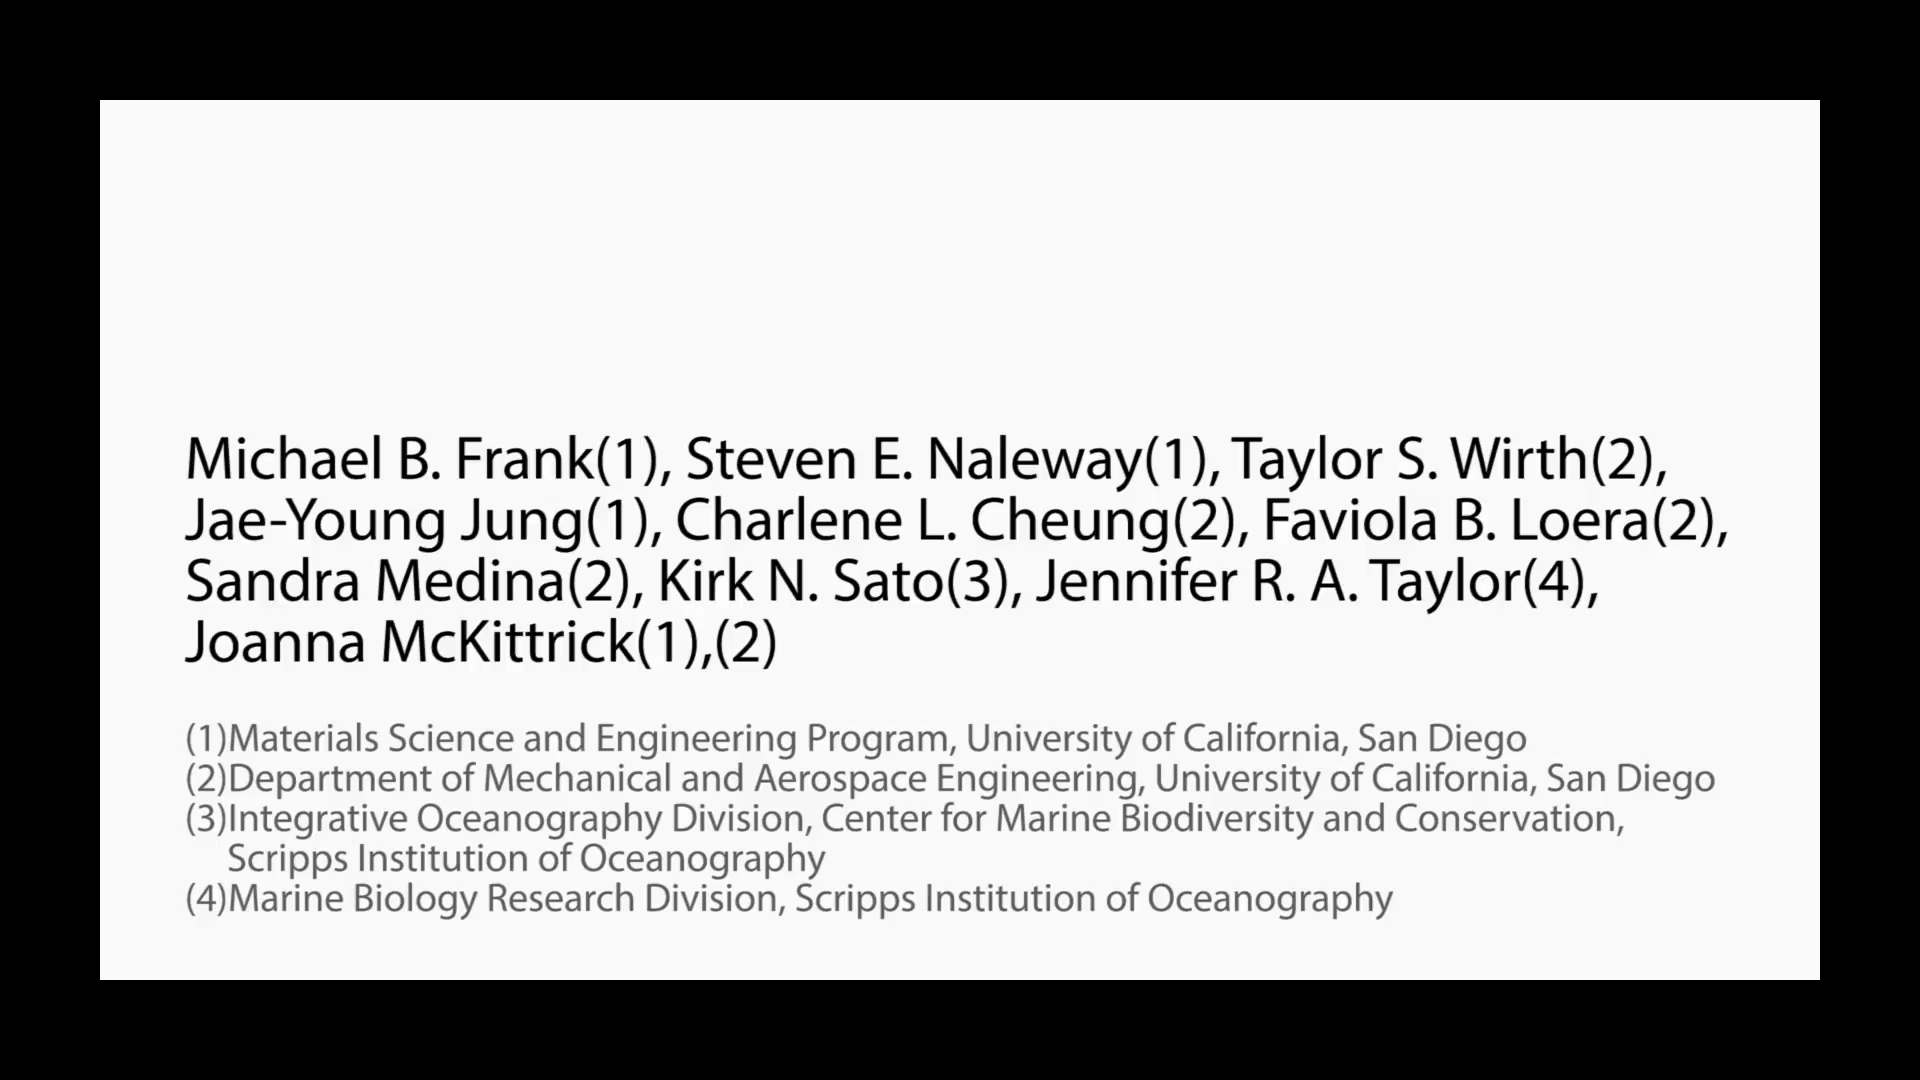 Michael B. Frank(1), Steven E. Naleway(1), Taylor S. Wirth(2),
Jae-Young Jung(1), Charlene L. Cheung(2), Faviola B. Loera(2),
Sandra Medina(2), Kirk N. Sato(3), Jennifer R. A. Taylor(4),
Joanna McKittrick(1),(2)
(1)Materials Science and Engineering Program, University of California, San Diego
(2)Department of Mechanical and Aerospace Engineering, University of California, San Diego
(3)Integrative Oceanography Division, Center for Marine Biodiversity and Conservation,
Scripps Institution of Oceanography
(4)Marine Biology Research Division, Scripps Institution of Oceanography